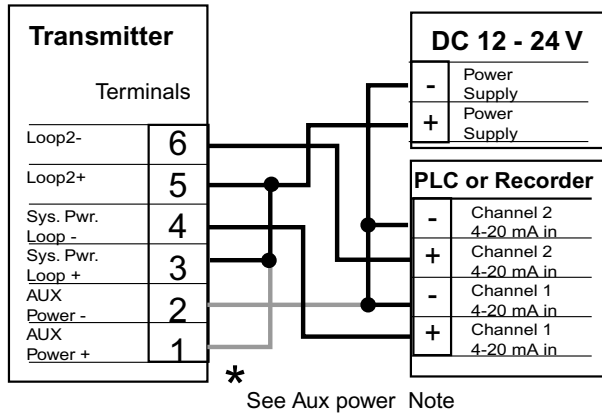 Transmitter
Terminals
Loop2-
6
Loop2+
5
Sys. Pwr.
Loop -
4
Sys. Pwr.
Loop +
3
AUX
Power -
2
AUX
Power +
1
DC 12 - 24 V
-
Power
Supply
+
Power
Supply
PLC or Recorder
-
Channel 2
4-20 mA in
+
Channel 2
4-20 mA in
-
Channel 1
4-20 mA in
+
Channel 1
4-20 mA in
*
See Aux power Note